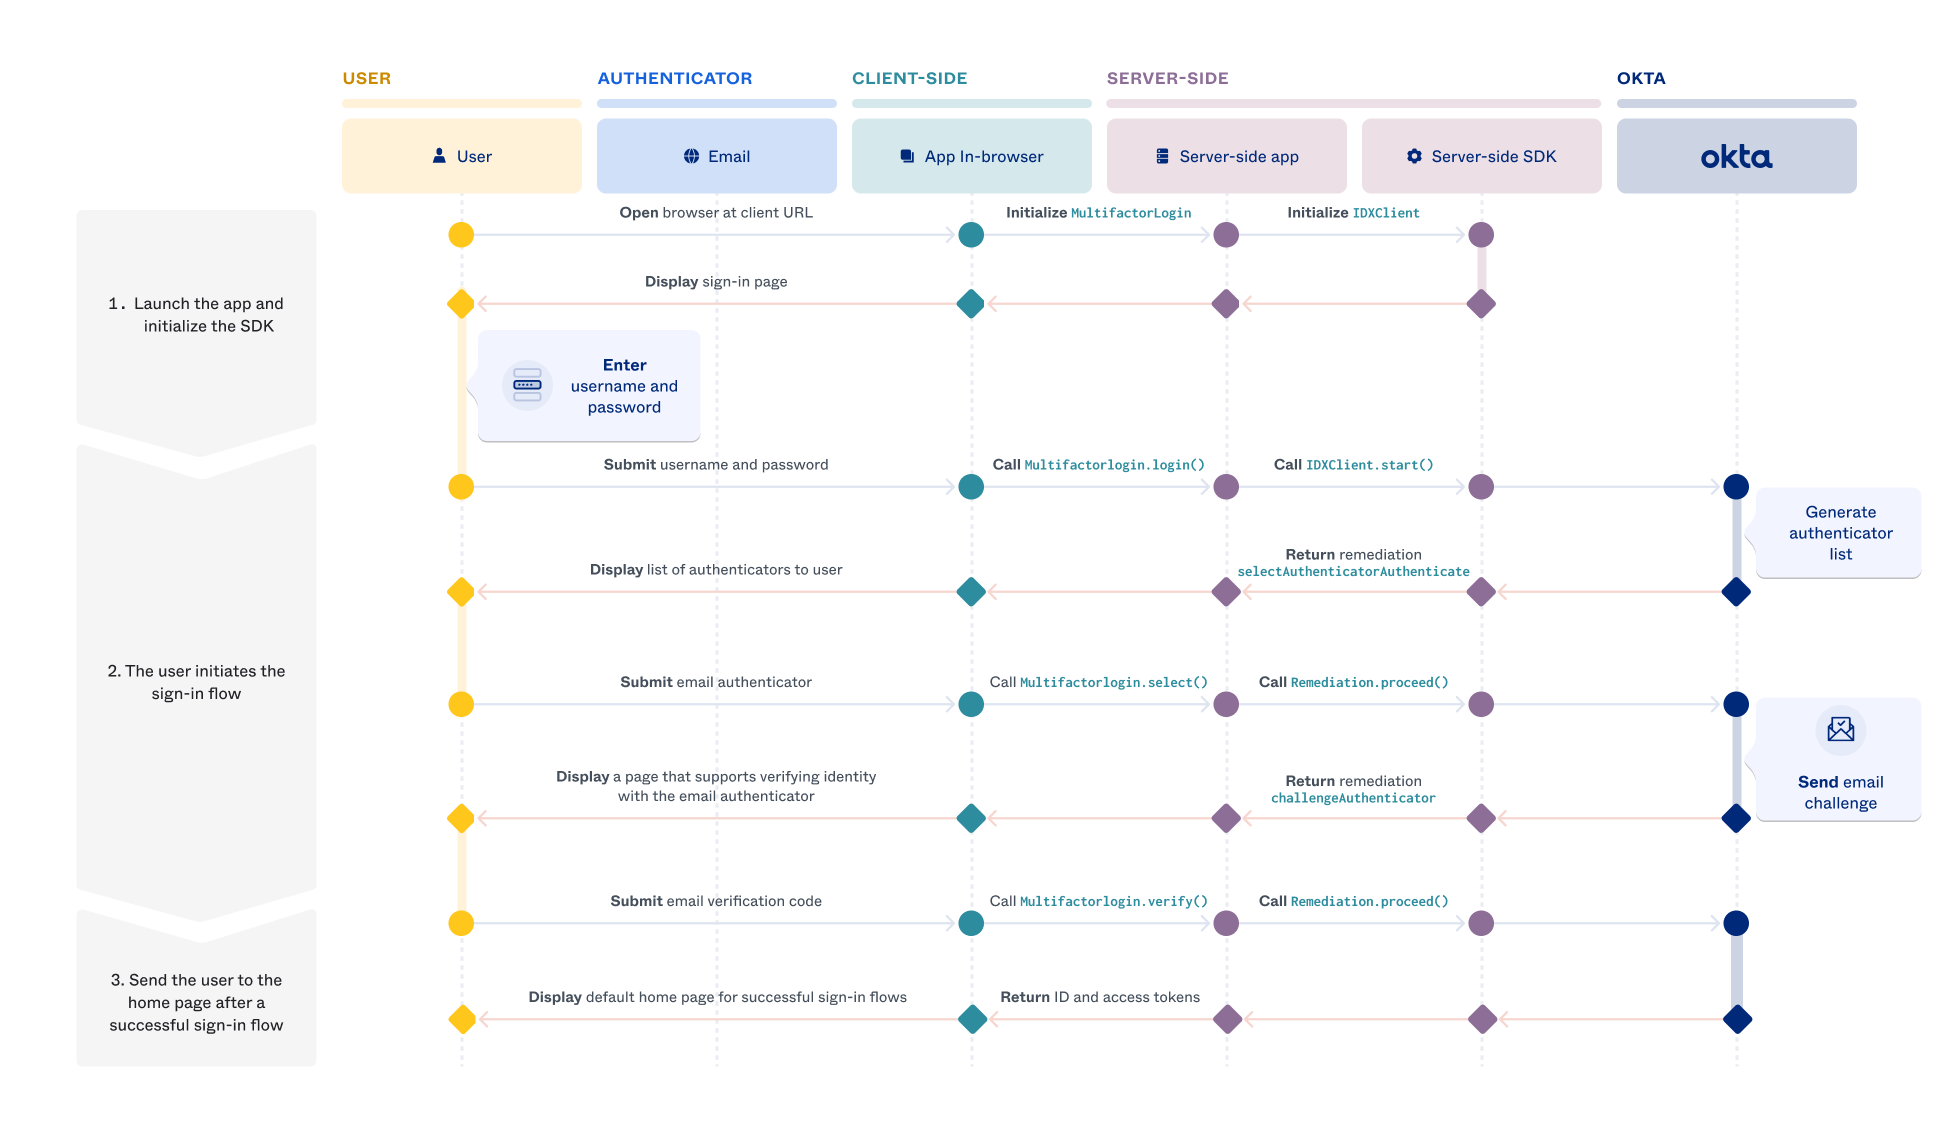 USER
AUTHENTICATOR
CLIENT-SIDE
SERVER-SIDE
OKTA
User
Email
App In-browser
Server-side app
Server-side SDK
okta
1. Launch the app and
initialize the SDK
Open browser at client URL
Initialize MultifactorLogin
Initialize IDXClient
Display sign-in page
Enter
username and
password
2. The user initiates the
sign-in flow
Submit username and password
Call Multifactorlogin.login()
Call IDXClient.start()
Generate
authenticator
list
Display list of authenticators to user
Return remediation
selectAuthenticatorAuthenticate
Submit email authenticator
Call Multifactorlogin.select()
Call Remediation.proceed()
Send email
challenge
Display a page that supports verifying identity
with the email authenticator
Return remediation
challengeAuthenticator
Submit email verification code
Call Multifactorlogin.verify()
Call Remediation.proceed()
3. Send the user to the
home page after a
successful sign-in flow
Display default home page for successful sign-in flows
Return ID and access tokens